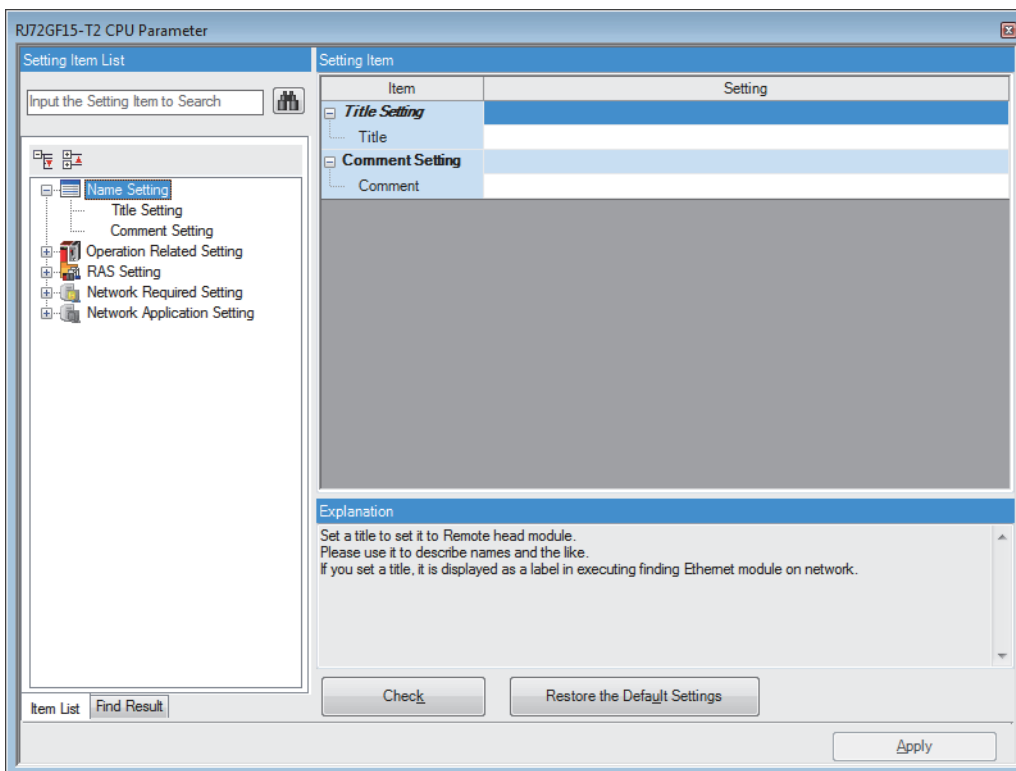 RJ72GF15-T2 CPU Parameter
Setting Item List
Input the Setting Item to Search
Name Setting
Title Setting
Comment Setting
Operation Related Setting
RAS Setting
Network Required Setting
Network Application Setting
Item List
Find Result
Setting Item
Item
Setting
Title Setting
Title
Comment Setting
Comment
Explanation
Set a title to set it to Remote head module.
Please use it to describe names and the like.
If you set a title, it is displayed as a label in executing finding Ethernet module on network.
Check
Restore the Default Settings
Apply